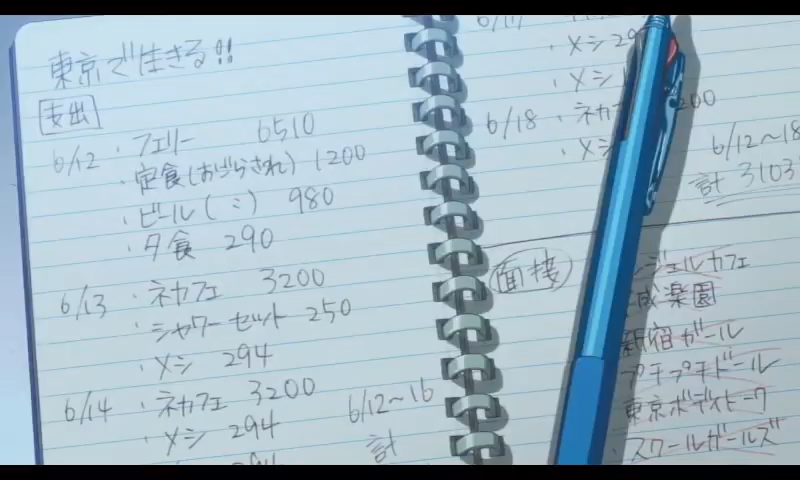 東京で生きる!!
支出
6/12 ・フェリー 6510
・定食(おごらされ) 1200
・ビール(〃) 980
・夕食 290
6/13 ・ネカフェ 3200
・シャワーセット 250
・メシ 294
6/14 ・ネカフェ 3200
・メシ 294
6/12〜16
計
6/17
・メシ
・メシ
6/18 ・ネカフ
・メシ
6/12〜18
計 3103
面接
ジェルカフェ
楽園
新宿ガール
プチプチドール
東京ボディ
・スクールガールズ